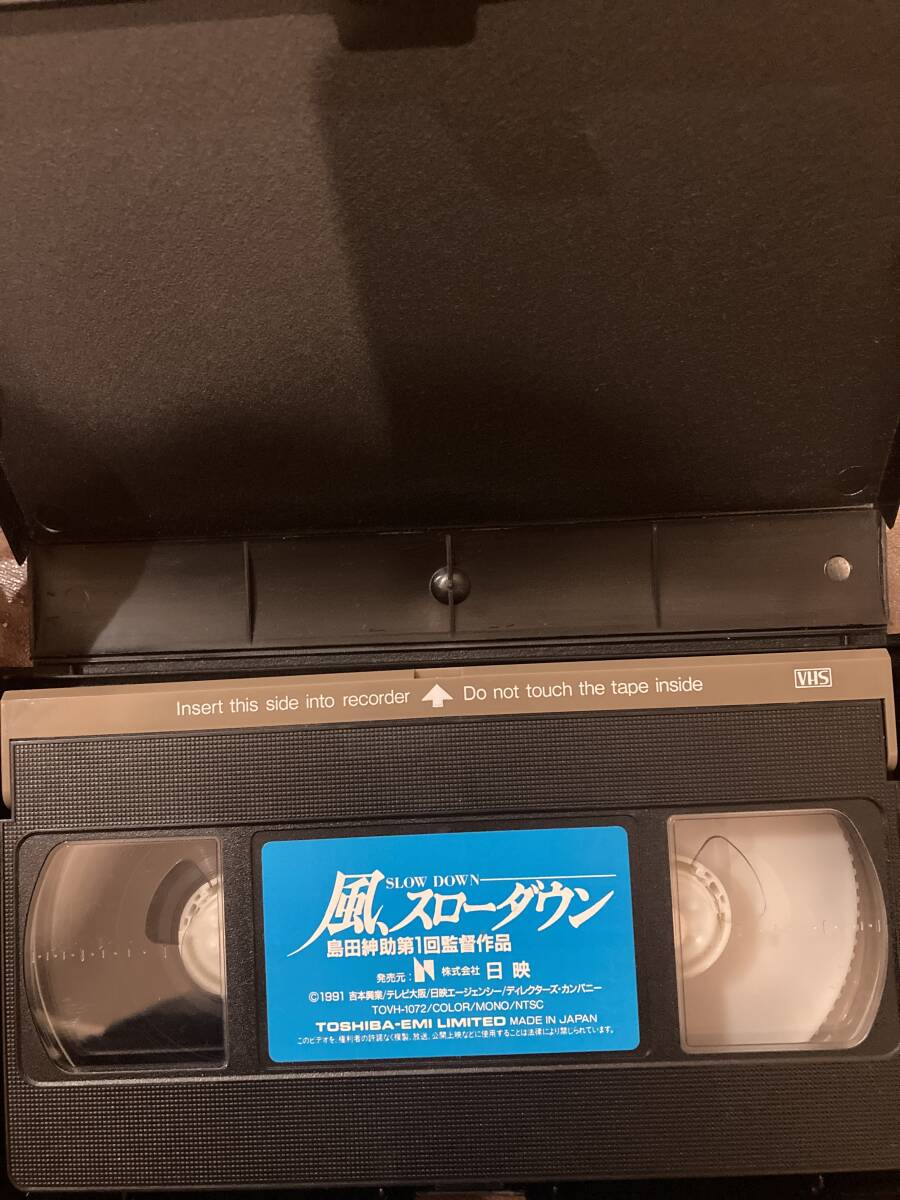 Insert this side into recorder Do not touch the tape inside VHS
SLOW DOWN
風、スローダウン
島田紳助第1回監督作品
発売元: 株式会社 日映
©1991 吉本興業/テレビ大阪/日映エージェンシー/ディレクターズ・カンパニー
TOVH-1072/COLOR/MONO/NTSC
TOSHIBA-EMI LIMITED MADE IN JAPAN
このビデオを、権利者の許諾なく複製、放送、公開上映などに使用することは法律により禁じられています。